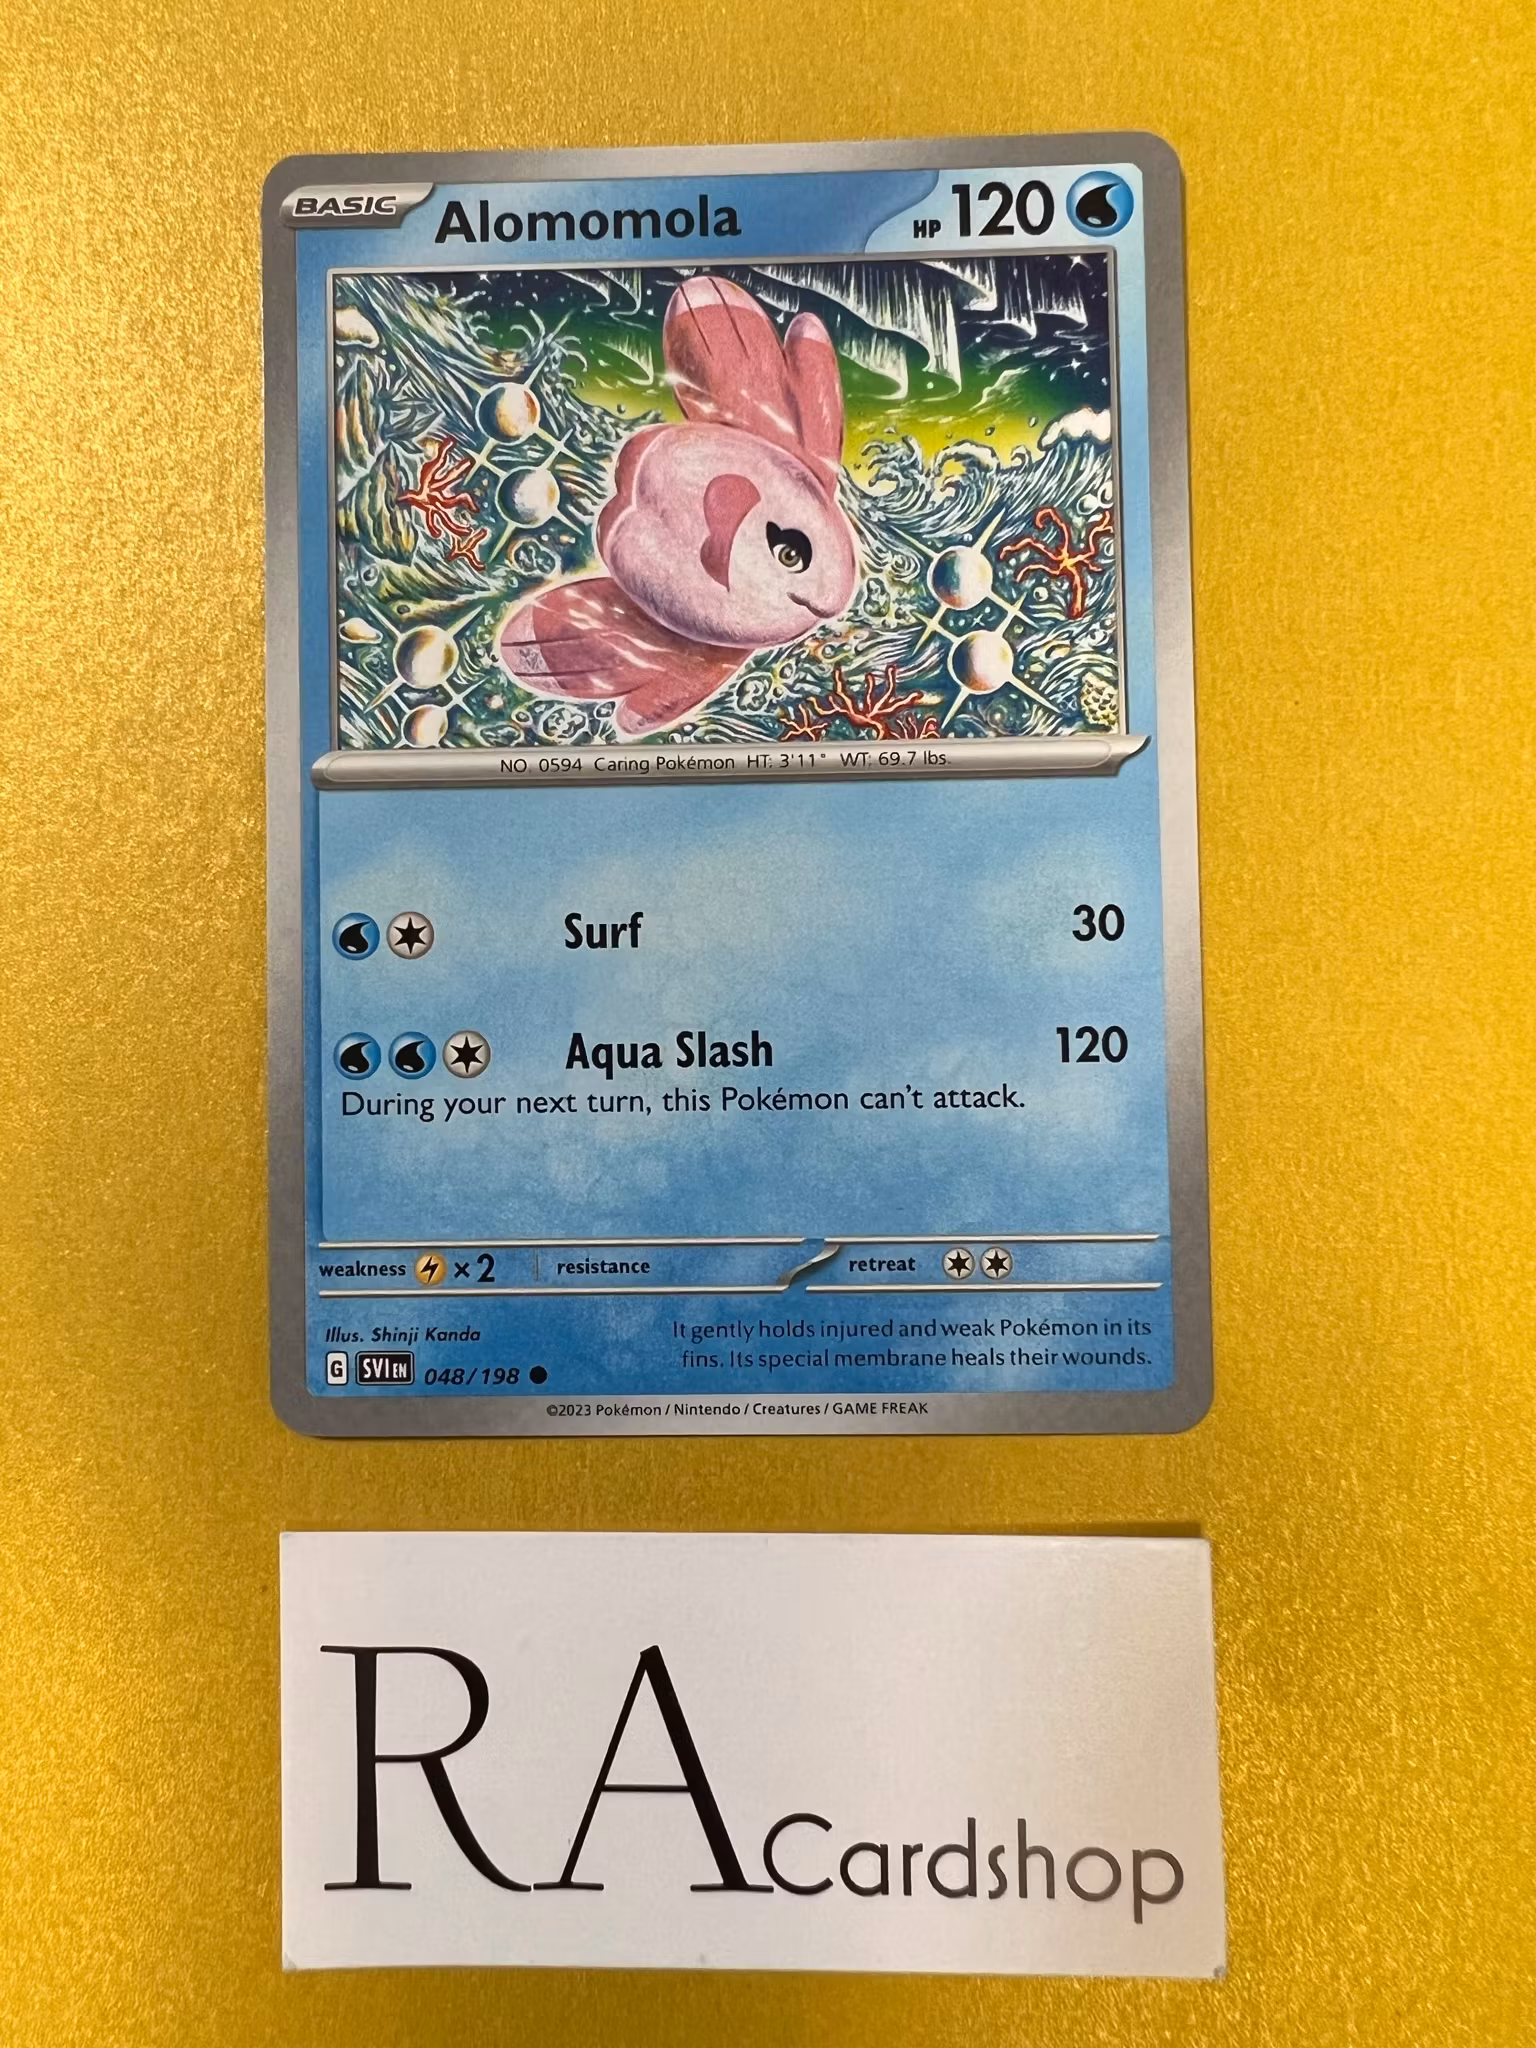 BASIC Alomomola HP 120
NO. 0594 Caring Pokémon HT: 3'11" WT: 69.7 lbs.
Surf 30
Aqua Slash 120
During your next turn, this Pokémon can't attack.
weakness ×2 resistance retreat
Illus. Shinji Kanda
It gently holds injured and weak Pokémon in its
fins. Its special membrane heals their wounds.
G SVI EN 048/198
©2023 Pokémon / Nintendo / Creatures / GAME FREAK
RA Cardshop